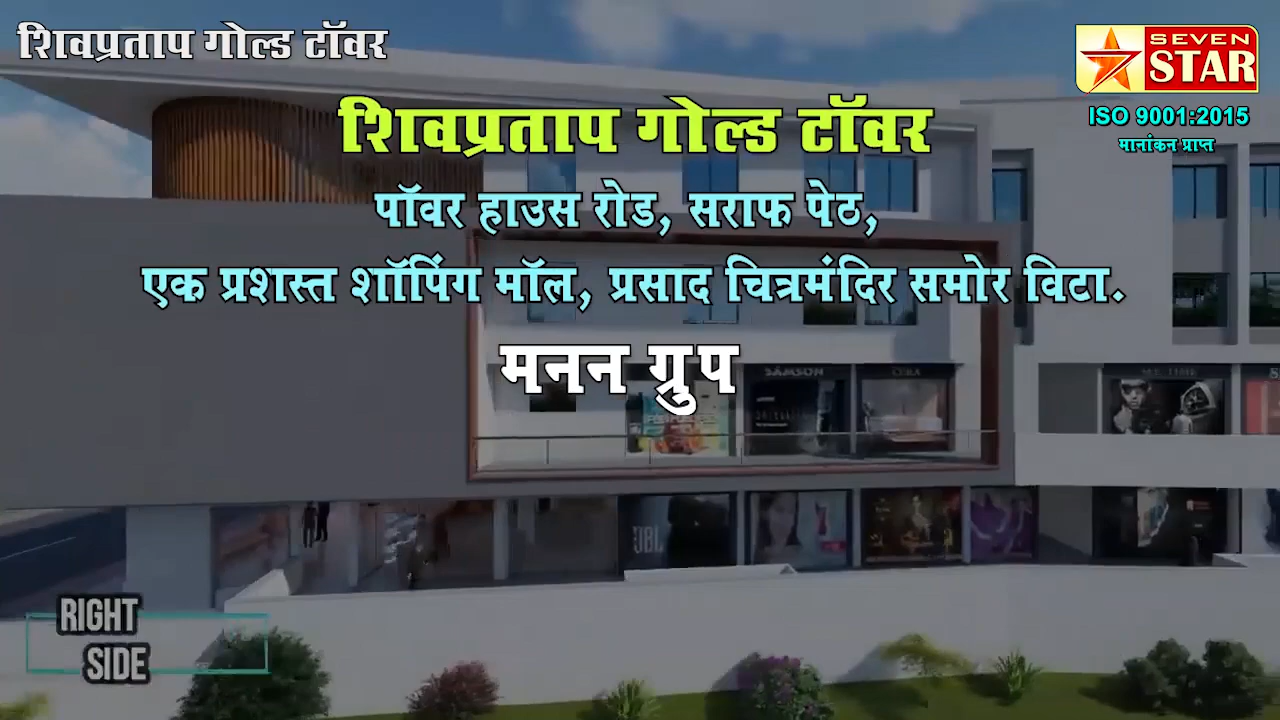 शिवप्रताप गोल्ड टॉवर
SEVEN
STAR
ISO 9001:2015
मानांकन प्राप्त
शिवप्रताप गोल्ड टॉवर
पॉवर हाउस रोड, सराफ पेठ,
एक प्रशस्त शॉपिंग मॉल, प्रसाद चित्रमंदिर समोर विटा.
मनन ग्रुप
SAMSON
JBL
RIGHT
SIDE